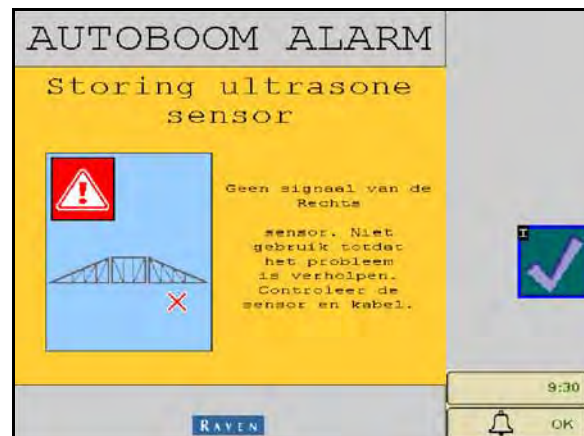 AUTOBOOM ALARM
Storing ultrasone
sensor
Geen signaal van de
Rechts
sensor. Niet
gebruik totdat
het probleem
is verholpen.
Controleer de
sensor en kabel.
I
9:30
RAVEN
OK